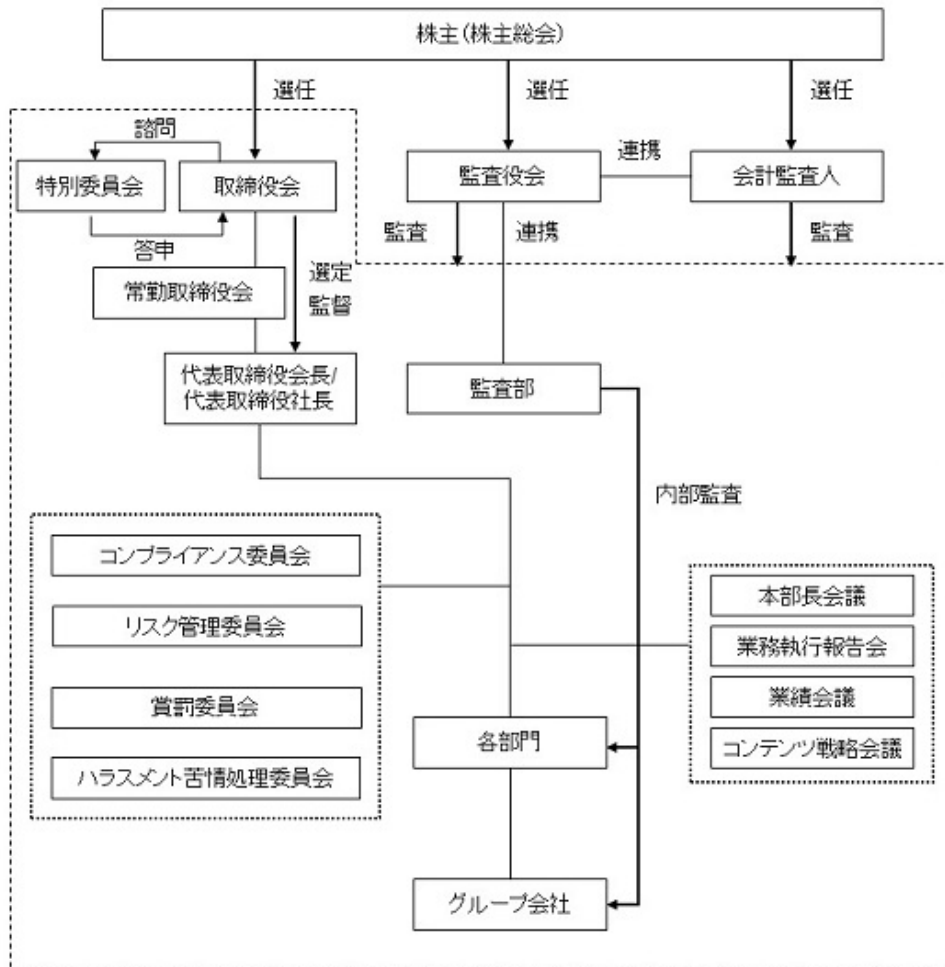 株主(株主総会)
選任
選任
選任
諮問
連携
特別委員会
取締役会
監査役会
会計監査人
答申
監査
連携
監査
選定
監督
常勤取締役会
代表取締役会長/
代表取締役社長
監査部
内部監査
コンプライアンス委員会
リスク管理委員会
賞罰委員会
ハラスメント苦情処理委員会
本部長会議
業務執行報告会
業績会議
コンテンツ戦略会議
各部門
グループ会社